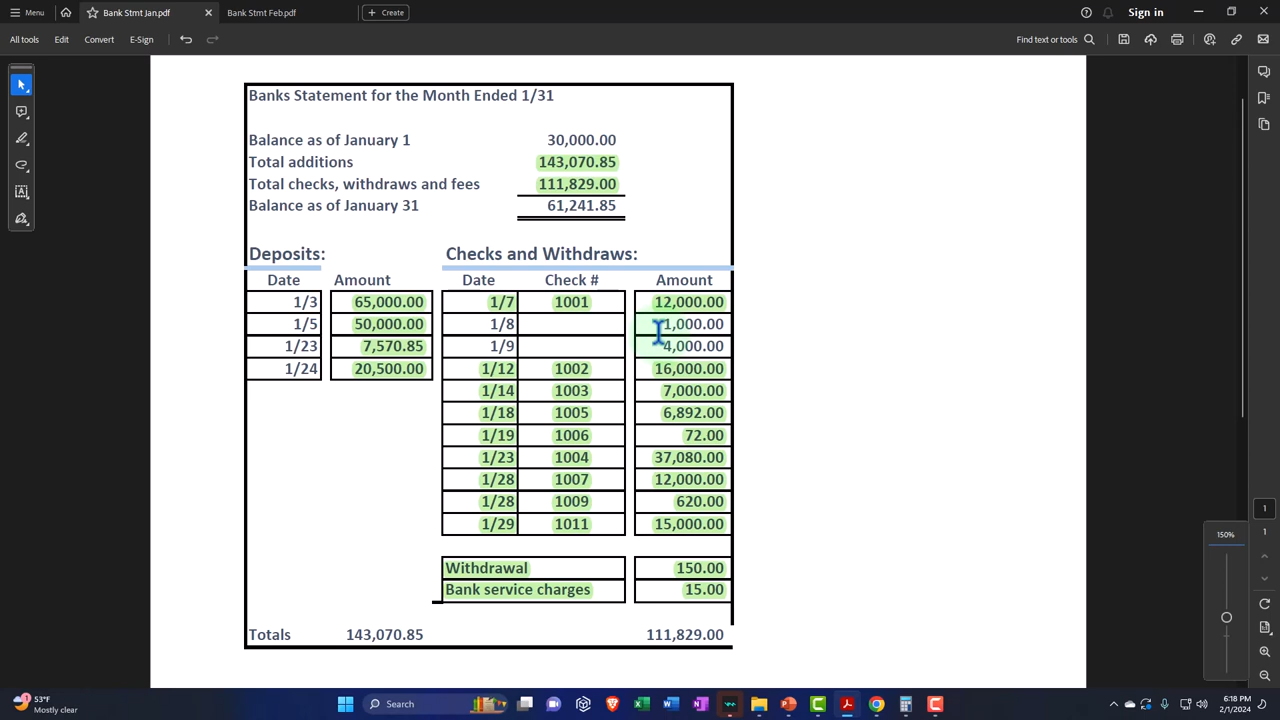 Menu
Bank Stmt Jan.pdf
Bank Stmt Feb.pdf
+ Create
Sign in
All tools Edit Convert E-Sign
Find text or tools
Banks Statement for the Month Ended 1/31
Balance as of January 1 30,000.00
Total additions 143,070.85
Total checks, withdraws and fees 111,829.00
Balance as of January 31 61,241.85
Deposits: Checks and Withdraws:
Date Amount Date Check # Amount
1/3 65,000.00 1/7 1001 12,000.00
1/5 50,000.00 1/8 1,000.00
1/23 7,570.85 1/9 4,000.00
1/24 20,500.00 1/12 1002 16,000.00
1/14 1003 7,000.00
1/18 1005 6,892.00
1/19 1006 72.00
1/23 1004 37,080.00
1/28 1007 12,000.00
1/28 1009 620.00
1/29 1011 15,000.00
Withdrawal 150.00
Bank service charges 15.00
Totals 143,070.85 111,829.00
1
1
150%
53°F
Mostly clear
Search
6:18 PM
2/1/2024